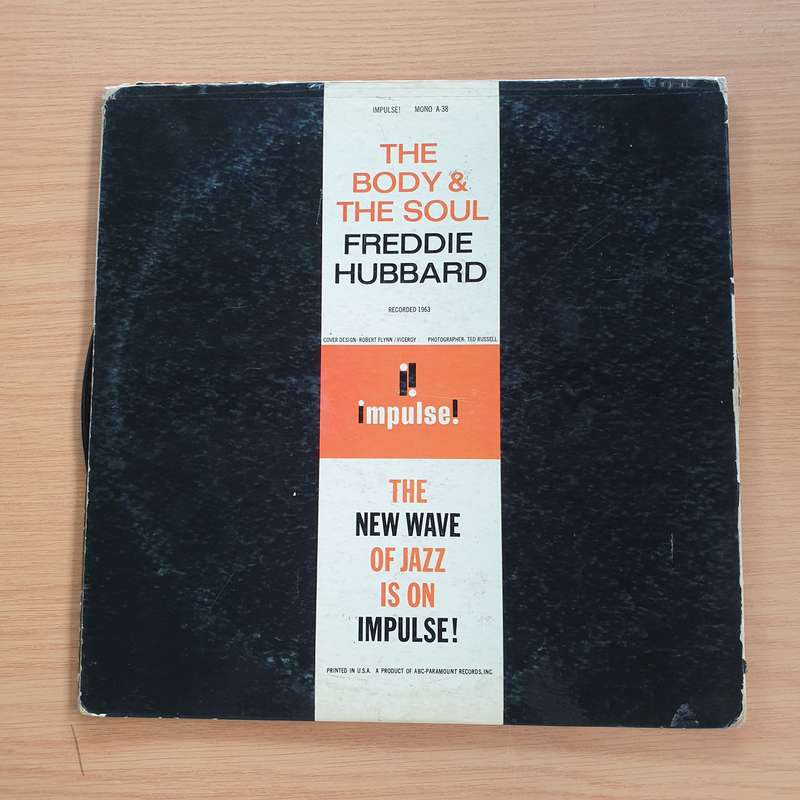 IMPULSE! MONO A-38
THE
BODY &
THE SOUL
FREDDIE
HUBBARD
RECORDED 1963
COVER DESIGN: ROBERT FLYNN / VICEROY PHOTOGRAPHER: TED RUSSELL
impulse!
THE
NEW WAVE
OF JAZZ
IS ON
IMPULSE!
PRINTED IN U.S.A. A PRODUCT OF ABC-PARAMOUNT RECORDS, INC.